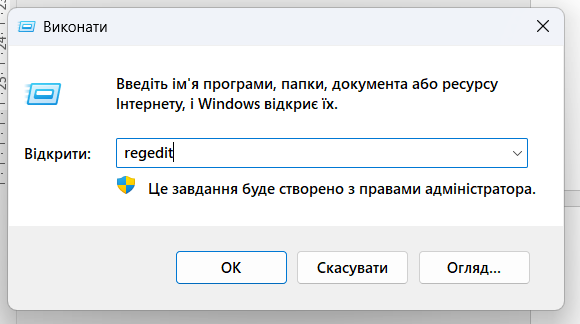 Виконати
Введіть ім'я програми, папки, документа або ресурсу
Інтернету, і Windows відкриє їх.
Відкрити:
regedit
Це завдання буде створено з правами адміністратора.
ОК
Скасувати
Огляд...